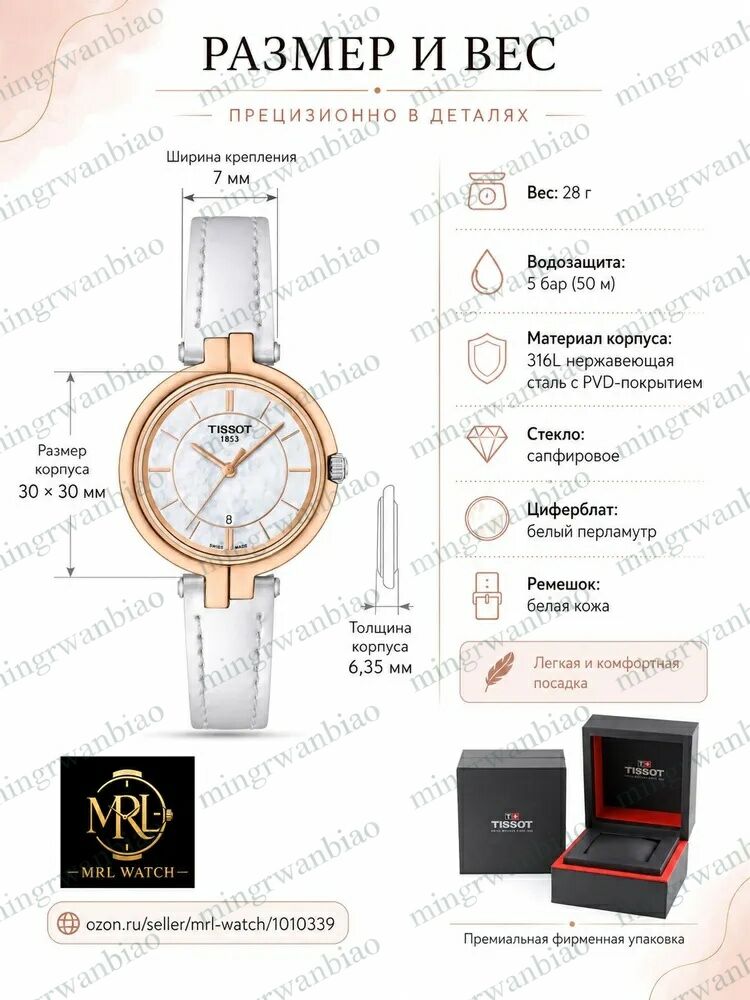 РАЗМЕР И ВЕС
ПРЕЦИЗИОННО В ДЕТАЛЯХ
Ширина крепления
7 мм
Размер
корпуса
30 × 30 мм
TISSOT
1853
8
SWISS MADE
Толщина
корпуса
6,35 мм
Вес: 28 г
Водозащита:
5 бар (50 м)
Материал корпуса:
316L нержавеющая
сталь с PVD-покрытием
Стекло:
сапфировое
Циферблат:
белый перламутр
Ремешок:
белая кожа
Легкая и комфортная
посадка
MRL
MRL WATCH
ozon.ru/seller/mrl-watch/1010339
TISSOT
TISSOT
Премиальная фирменная упаковка
mingrwanbiao